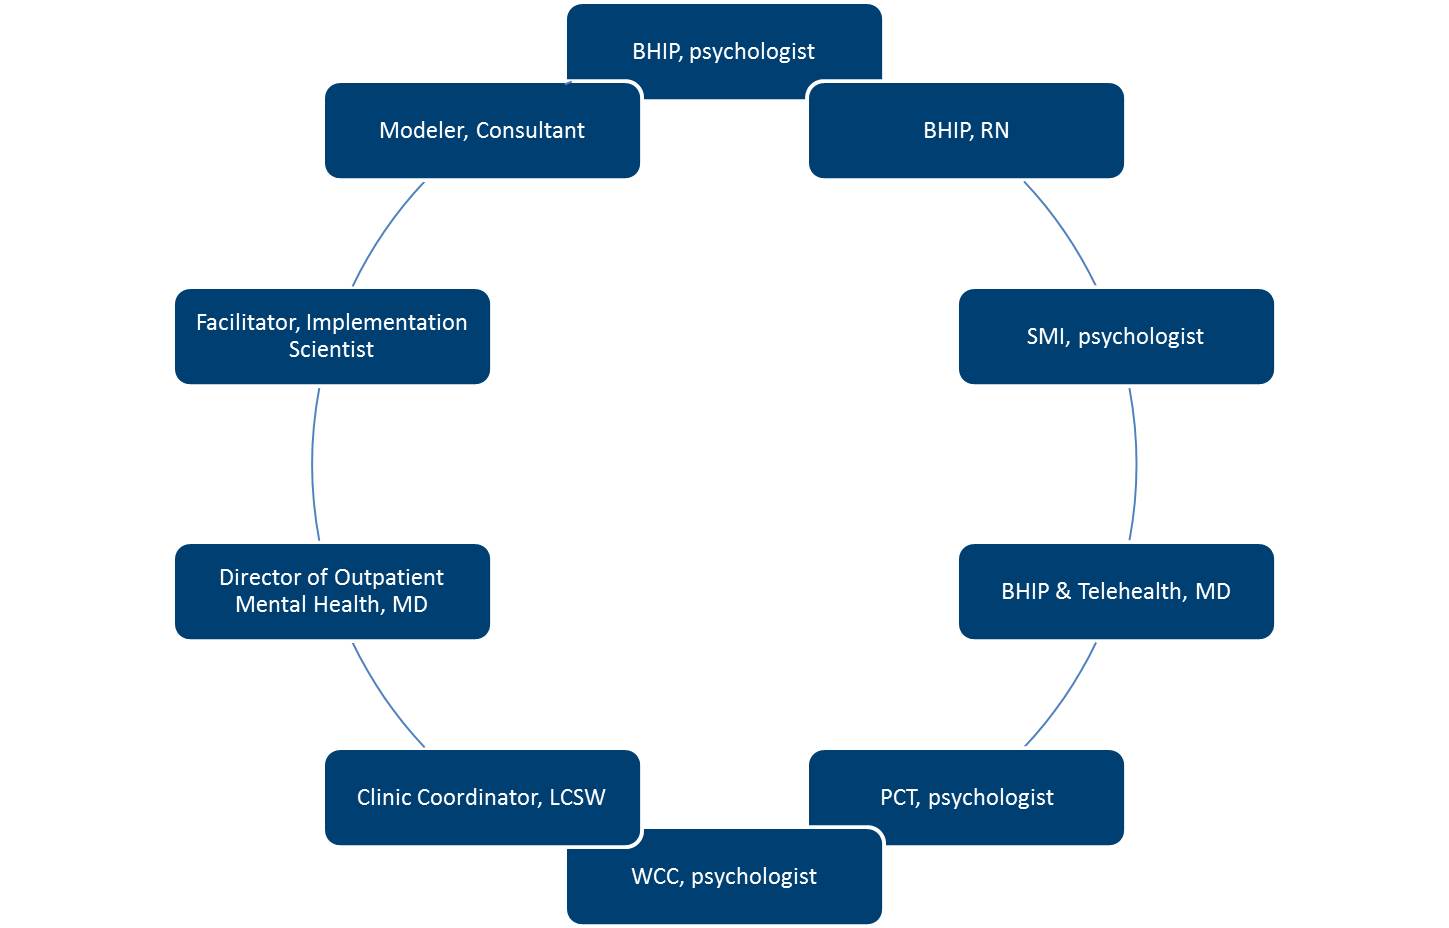 BHIP, psychologist
Modeler, Consultant
BHIP, RN
Facilitator, Implementation
Scientist
SMI, psychologist
Director of Outpatient
Mental Health, MD
BHIP & Telehealth, MD
Clinic Coordinator, LCSW
PCT, psychologist
WCC, psychologist